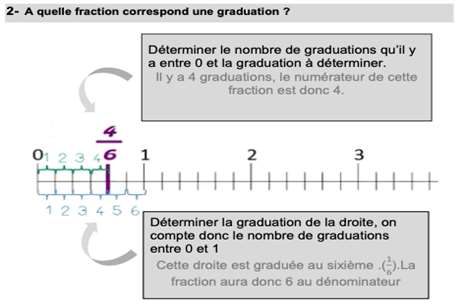 2- A quelle fraction correspond une graduation ?
Déterminer le nombre de graduations qu'il y
a entre 0 et la graduation à déterminer.
Il y a 4 graduations, le numérateur de cette
fraction est donc 4.
4
6
0 1 2 3 4 1 2 3
1 2 3 4 5 6
Déterminer la graduation de la droite, on
compte donc le nombre de graduations
entre 0 et 1
Cette droite est graduée au sixième .(1/6).La
fraction aura donc 6 au dénominateur